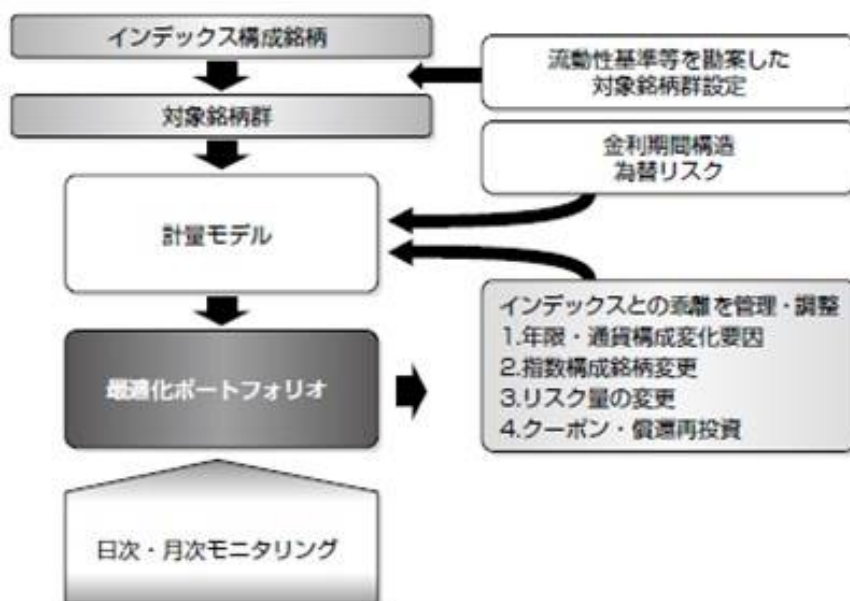 インデックス構成銘柄
流動性基準等を勘案した
対象銘柄群設定
対象銘柄群
金利期間構造
為替リスク
計量モデル
インデックスとの乖離を管理・調整
1.年限・通貨構成変化要因
2.指数構成銘柄変更
3.リスク量の変更
4.クーポン・償還再投資
最適化ポートフォリオ
日次・月次モニタリング